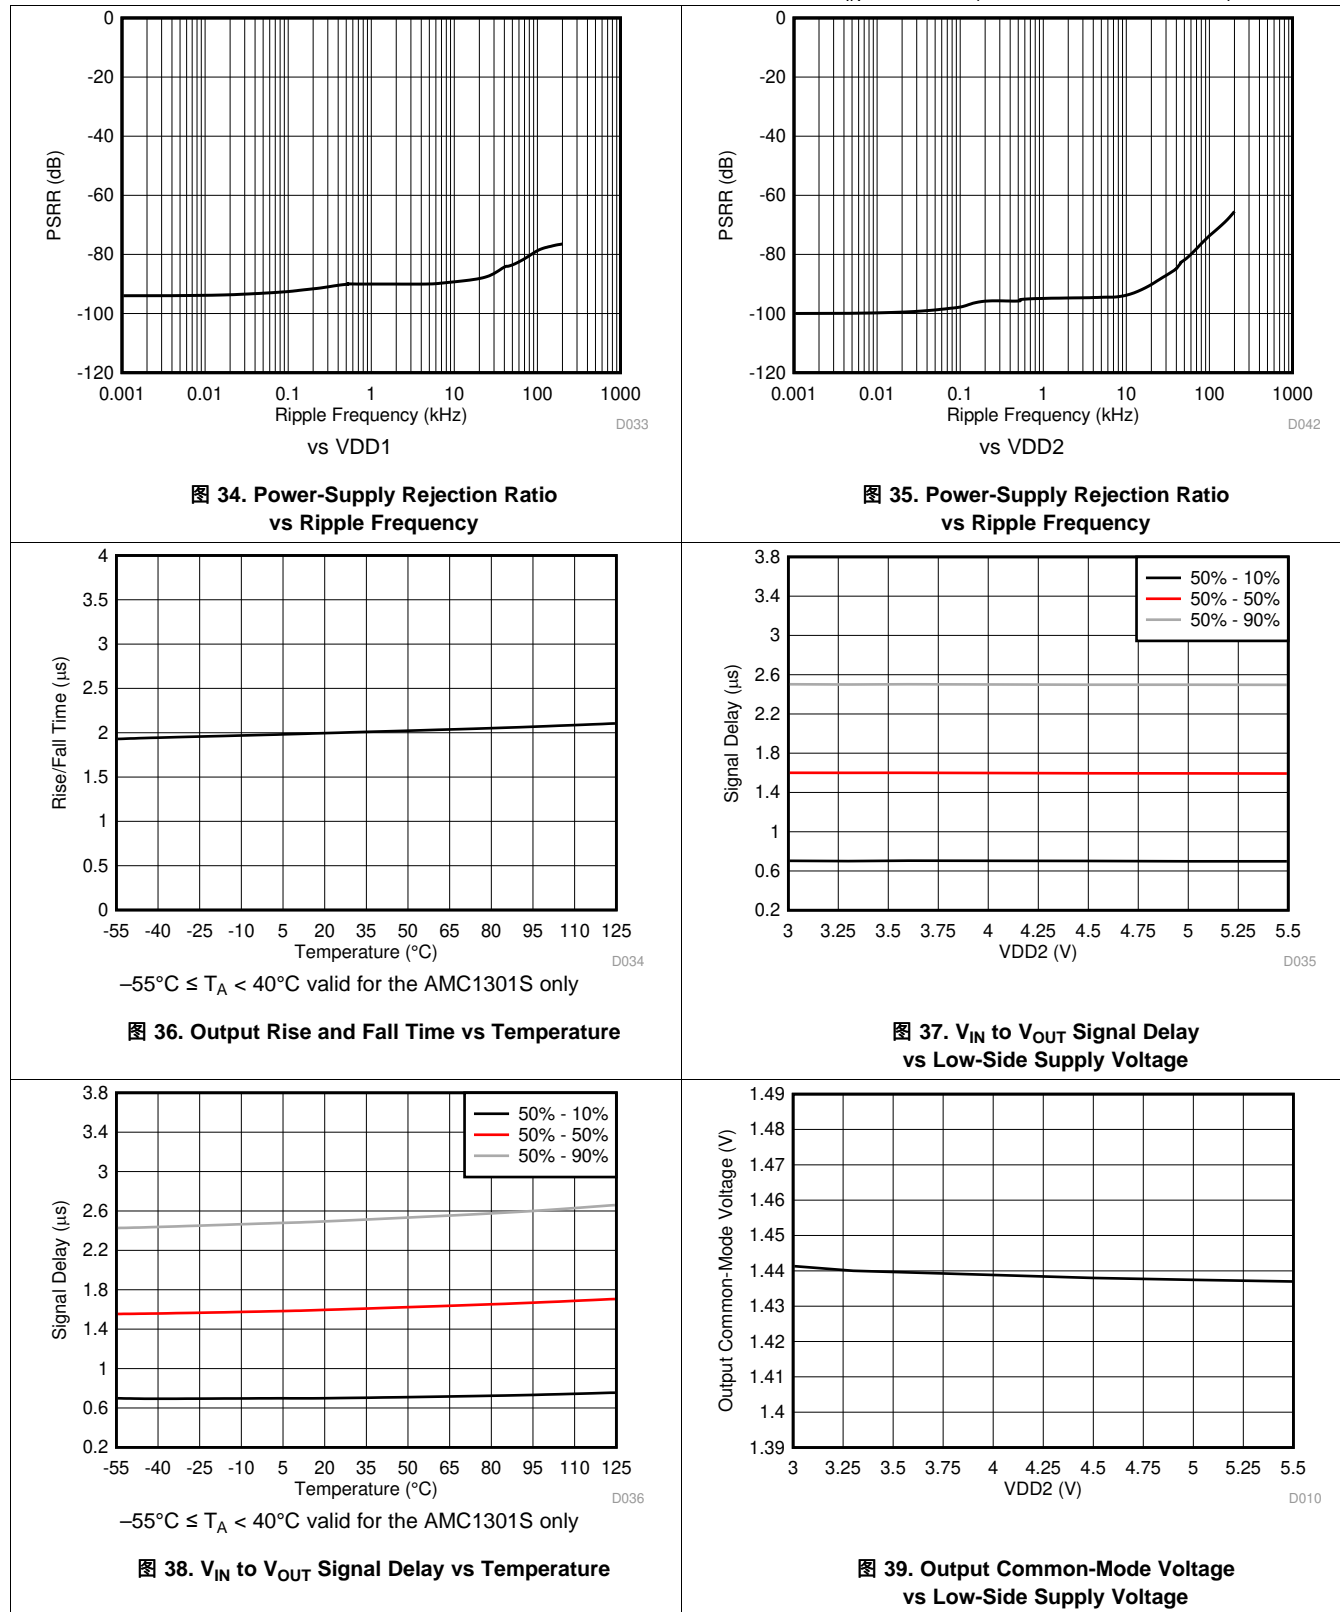 0
-20
-40
-60
-80
-100
-120
PSRR (dB)
0.001 0.01 0.1 1 10 100 1000
Ripple Frequency (kHz)
D033
vs VDD1
图 34. Power-Supply Rejection Ratio
vs Ripple Frequency
0
-20
-40
-60
-80
-100
-120
PSRR (dB)
0.001 0.01 0.1 1 10 100 1000
Ripple Frequency (kHz)
D042
vs VDD2
图 35. Power-Supply Rejection Ratio
vs Ripple Frequency
4
3.5
3
2.5
2
1.5
1
0.5
0
Rise/Fall Time (µs)
-55 -40 -25 -10 5 20 35 50 65 80 95 110 125
Temperature (°C)
D034
–55°C ≤ TA < 40°C valid for the AMC1301S only
图 36. Output Rise and Fall Time vs Temperature
3.8
3.4
3
2.6
2.2
1.8
1.4
1
0.6
0.2
Signal Delay (µs)
50% - 10%
50% - 50%
50% - 90%
3 3.25 3.5 3.75 4 4.25 4.5 4.75 5 5.25 5.5
VDD2 (V)
D035
图 37. VIN to VOUT Signal Delay
vs Low-Side Supply Voltage
3.8
3.4
3
2.6
2.2
1.8
1.4
1
0.6
0.2
Signal Delay (µs)
50% - 10%
50% - 50%
50% - 90%
-55 -40 -25 -10 5 20 35 50 65 80 95 110 125
Temperature (°C)
D036
–55°C ≤ TA < 40°C valid for the AMC1301S only
图 38. VIN to VOUT Signal Delay vs Temperature
1.49
1.48
1.47
1.46
1.45
1.44
1.43
1.42
1.41
1.4
1.39
Output Common-Mode Voltage (V)
3 3.25 3.5 3.75 4 4.25 4.5 4.75 5 5.25 5.5
VDD2 (V)
D010
图 39. Output Common-Mode Voltage
vs Low-Side Supply Voltage